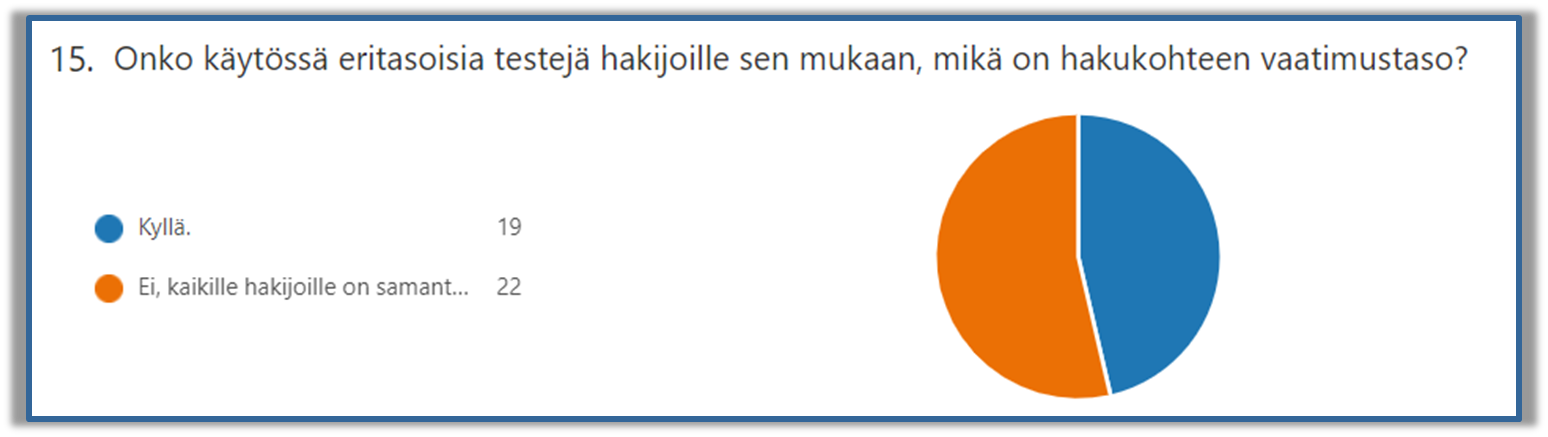 15. Onko käytössä eritasoisia testejä hakijoille sen mukaan, mikä on hakukohteen vaatimustaso?
Kyllä. 19
Ei, kaikille hakijoille on samant... 22